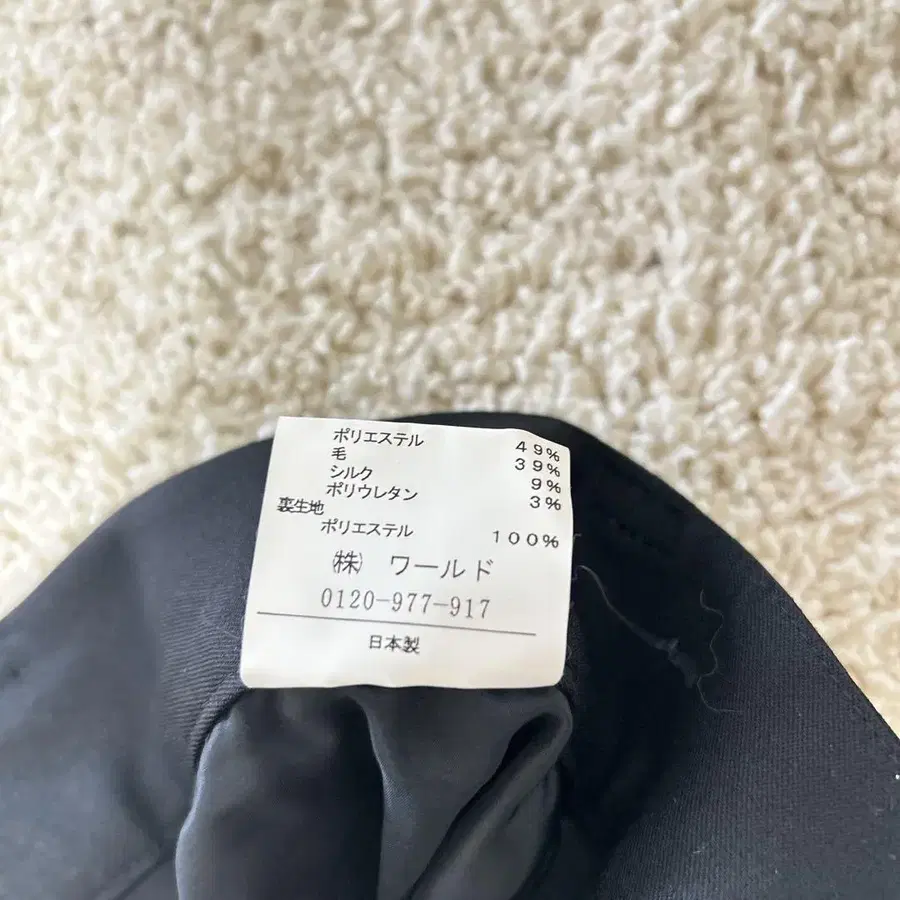 ポリエステル 49%
毛 39%
シルク 9%
ポリウレタン 3%
裏生地
ポリエステル 100%
㈱ ワールド
0120-977-917
日本製